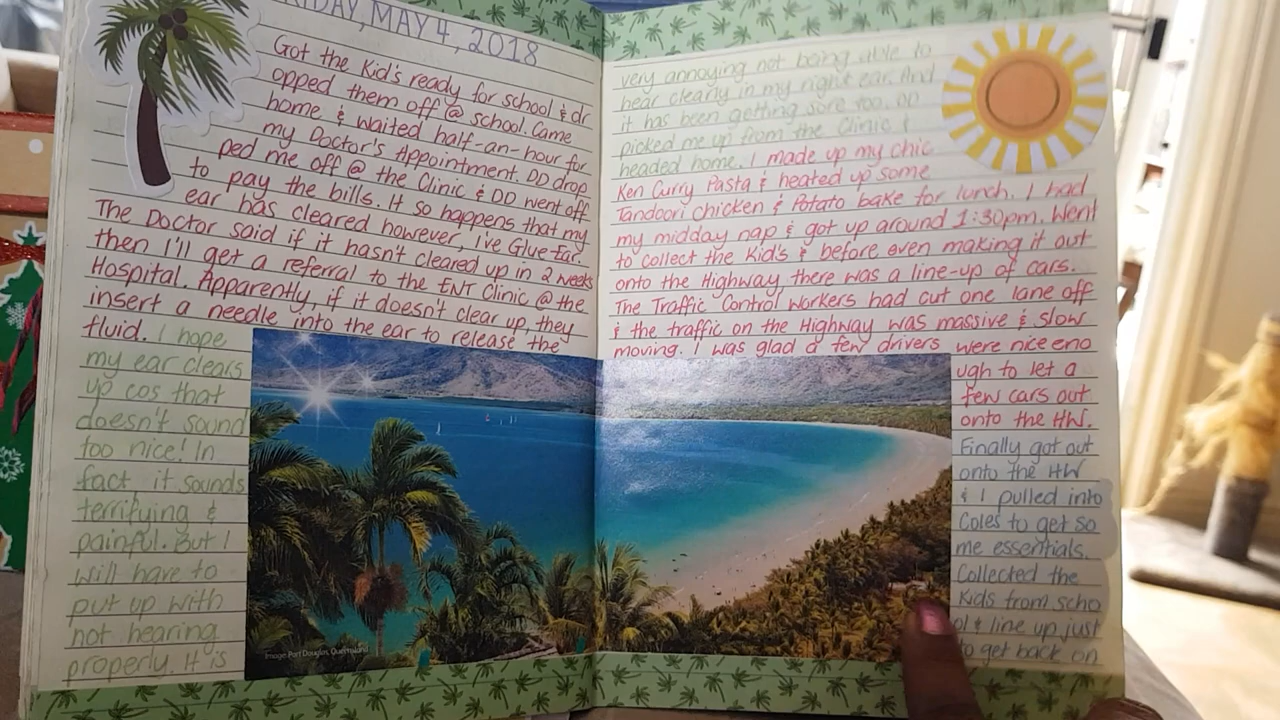 FRIDAY, MAY 4, 2018
Got the Kid's ready for school & dr
opped them off @ school. Came
home & waited half-an-hour for
my Doctor's Appointment. DD drop
ped me off @ the Clinic & DD went off
to pay the bills. It so happens that my
ear has cleared however, I've Glue-Ear.
The Doctor said if it hasn't cleared up in 2 weeks
then I'll get a referral to the ENT Clinic @ the
Hospital. Apparently, if it doesn't clear up, they
insert a needle into the ear to release the
fluid. I hope
my ear clears
up cos that
doesn't sound
too nice! In
fact it sounds
terrifying &
painful. But I
will have to
put up with
not hearing
properly. It is
Image: Port Douglas, Queensland
very annoying not being able to
hear clearly in my right ear. And
it has been getting sore too. DD
picked me up from the Clinic &
headed home. I made up my Chic
Ken Curry Pasta & heated up some
Tandoori chicken & Potato bake for lunch. I had
my midday nap & got up around 1:30pm. Went
to collect the Kid's & before even making it out
onto the Highway, there was a line-up of cars.
The Traffic Control Workers had cut one lane off
& the traffic on the Highway was massive & slow
moving. I was glad a few drivers were nice eno
ugh to let a
few cars out
onto the HW.
Finally got out
onto the HW
& I pulled into
Coles to get so
me essentials.
Collected the
Kids from scho
ol & line up just
to get back on